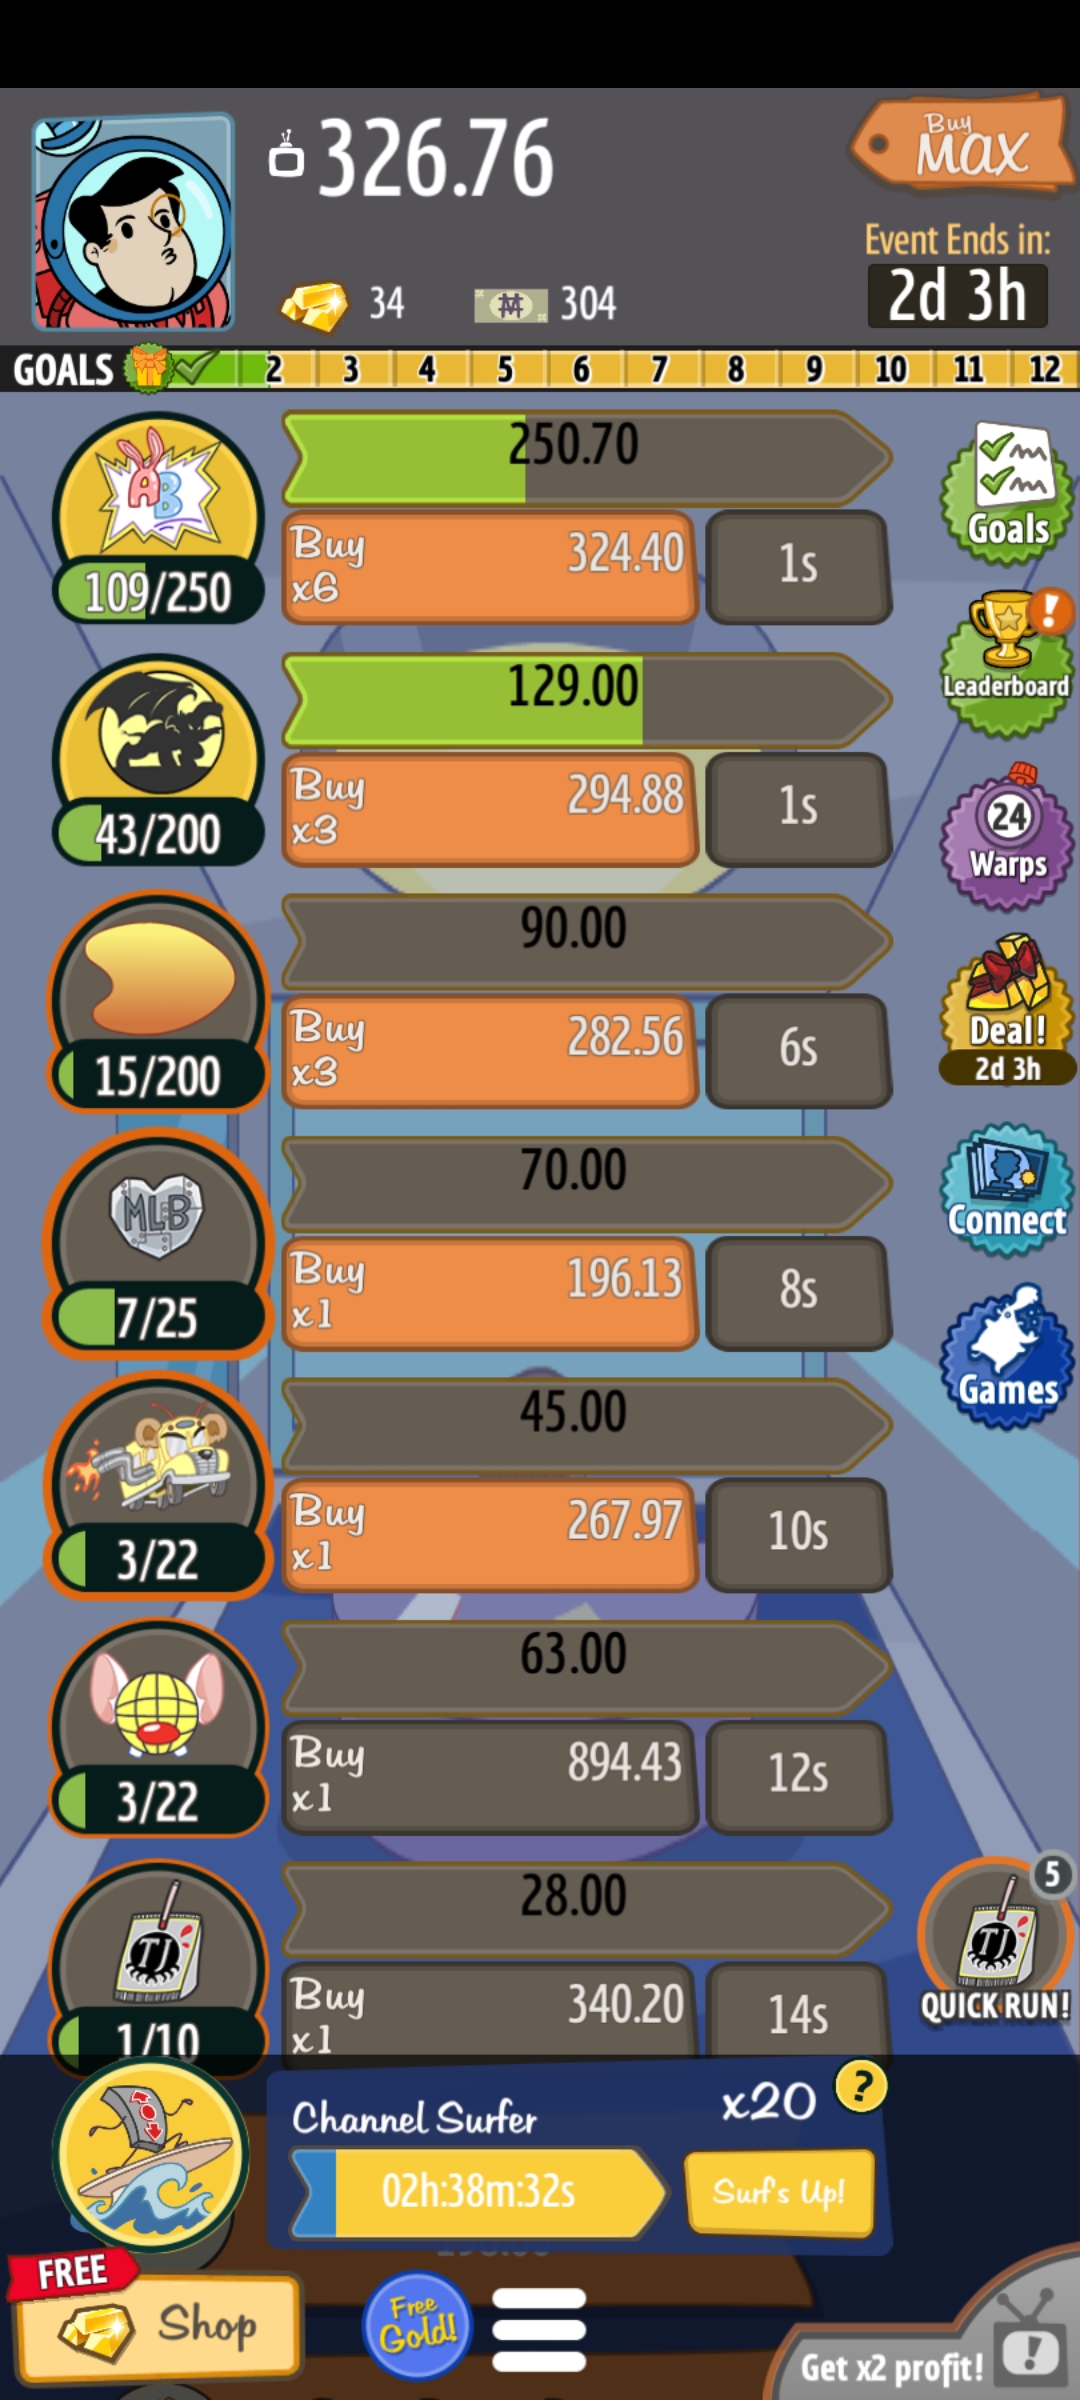 326.76
Buy
MAX
Event Ends in:
2d 3h
34
304
GOALS 2 3 4 5 6 7 8 9 10 11 12
AB
250.70
109/250
Buy
x6
324.40
1s
Goals
129.00
43/200
Buy
x3
294.88
1s
!
Leaderboard
24
Warps
90.00
15/200
Buy
x3
282.56
6s
Deal!
2d 3h
MLB
70.00
7/25
Buy
x1
196.13
8s
Connect
45.00
3/22
Buy
x1
267.97
10s
Games
63.00
3/22
Buy
x1
894.43
12s
TJ
28.00
1/10
Buy
x1
340.20
14s
5
TJ
QUICK RUN!
Channel Surfer
x20
?
02h:38m:32s
Surf's Up!
FREE
Shop
Free
Gold!
Get x2 profit!
!